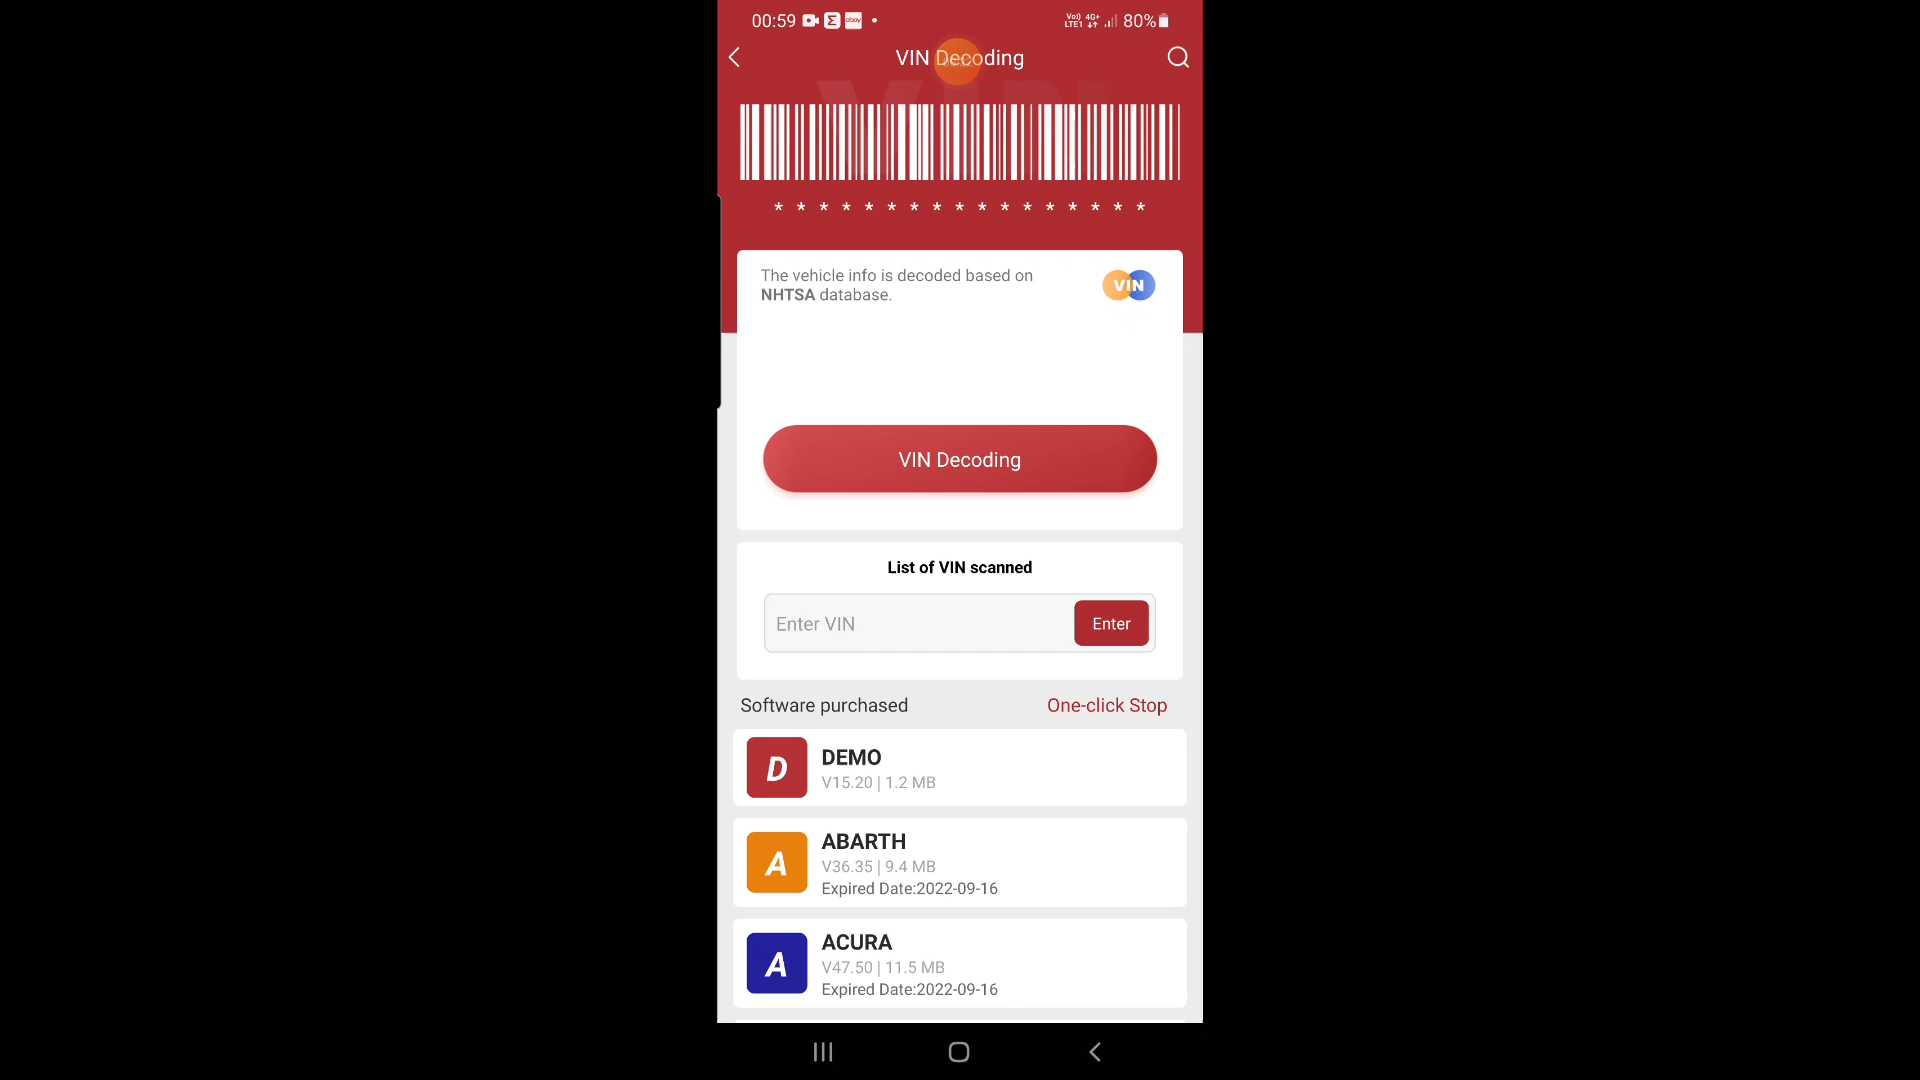 00:59
Vo) 4G+
LTE1
80%
VIN Decoding
* * * * * * * * * * * * * * * * *
The vehicle info is decoded based on
NHTSA database.
VIN
VIN Decoding
List of VIN scanned
Enter VIN
Enter
Software purchased
One-click Stop
D
DEMO
V15.20 | 1.2 MB
A
ABARTH
V36.35 | 9.4 MB
Expired Date:2022-09-16
A
ACURA
V47.50 | 11.5 MB
Expired Date:2022-09-16